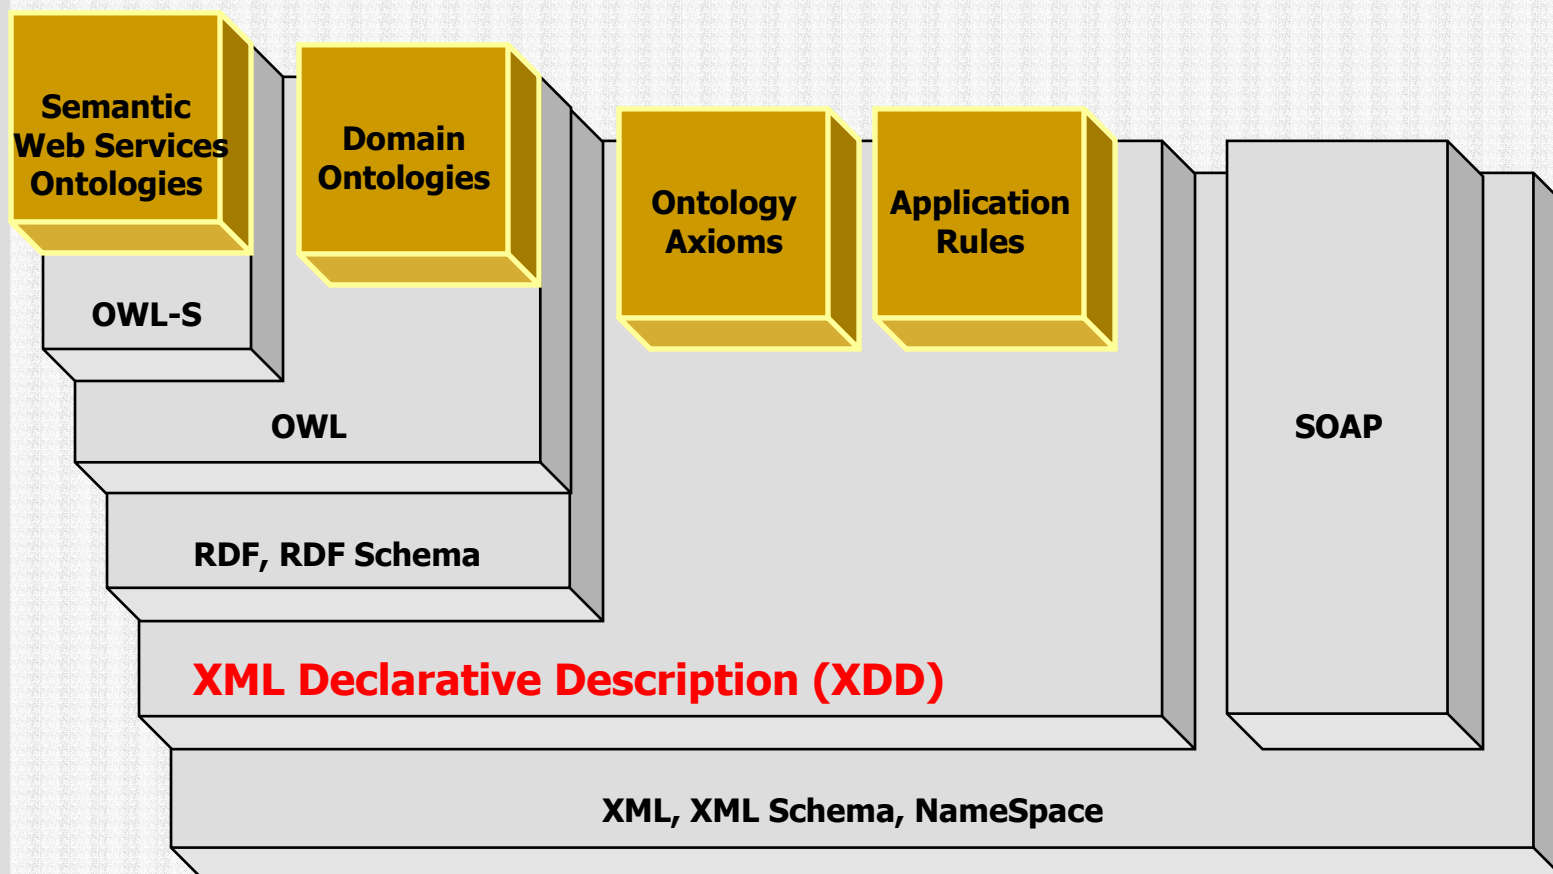 Semantic
Web Services
Ontologies
Domain
Ontologies
Ontology
Axioms
Application
Rules
OWL-S
OWL
SOAP
RDF, RDF Schema
XML Declarative Description (XDD)
XML, XML Schema, NameSpace